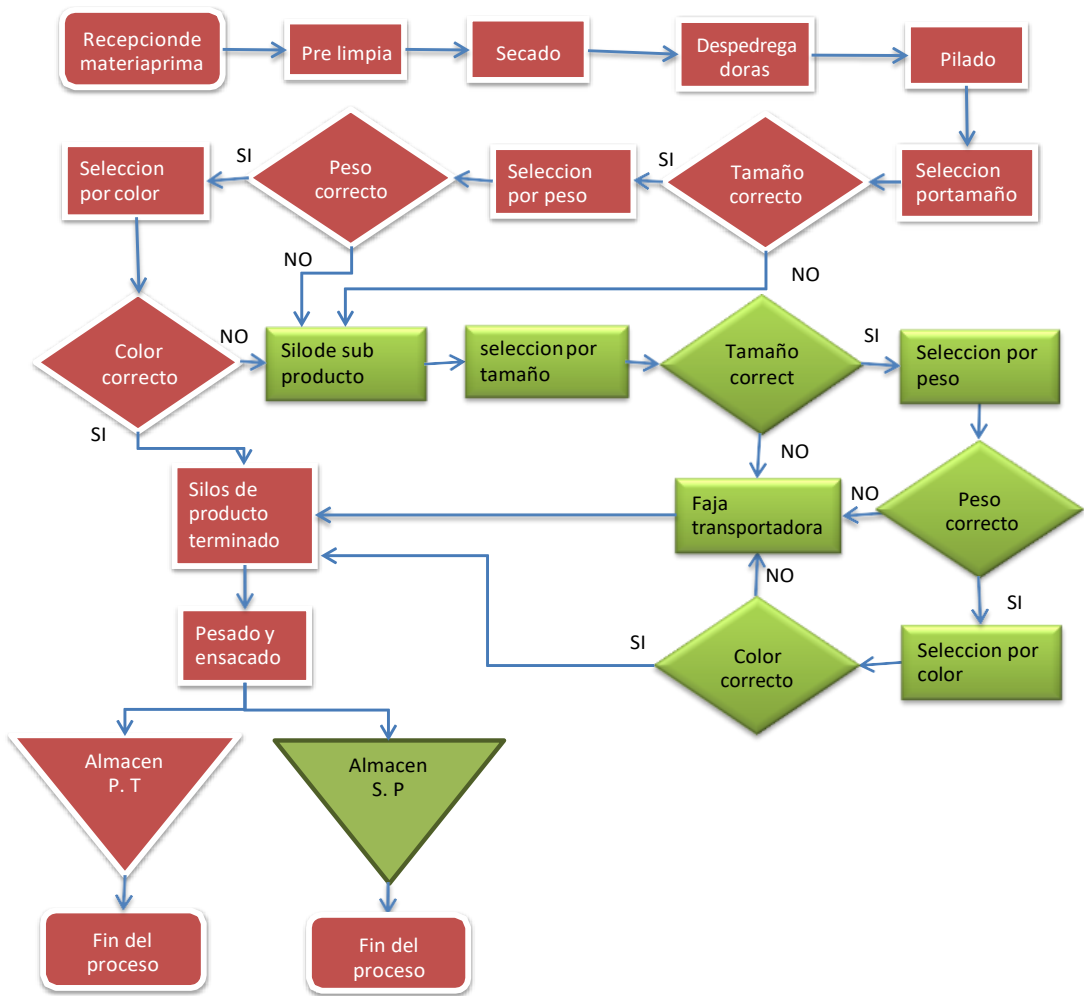 Recepcionde
materiaprima
Pre limpia
Secado
Despedrega
doras
Pilado
Seleccion
por color
SI
Peso
correcto
Seleccion
por peso
SI
Tamaño
correcto
Seleccion
portamaño
NO
NO
Color
correcto
NO
Silode sub
producto
seleccion por
tamaño
Tamaño
correct
SI
Seleccion por
peso
SI
NO
Silos de
producto
terminado
Faja
transportadora
NO
Peso
correcto
NO
SI
Pesado y
ensacado
SI
Color
correcto
Seleccion por
color
Almacen
P. T
Almacen
S. P
Fin del
proceso
Fin del
proceso